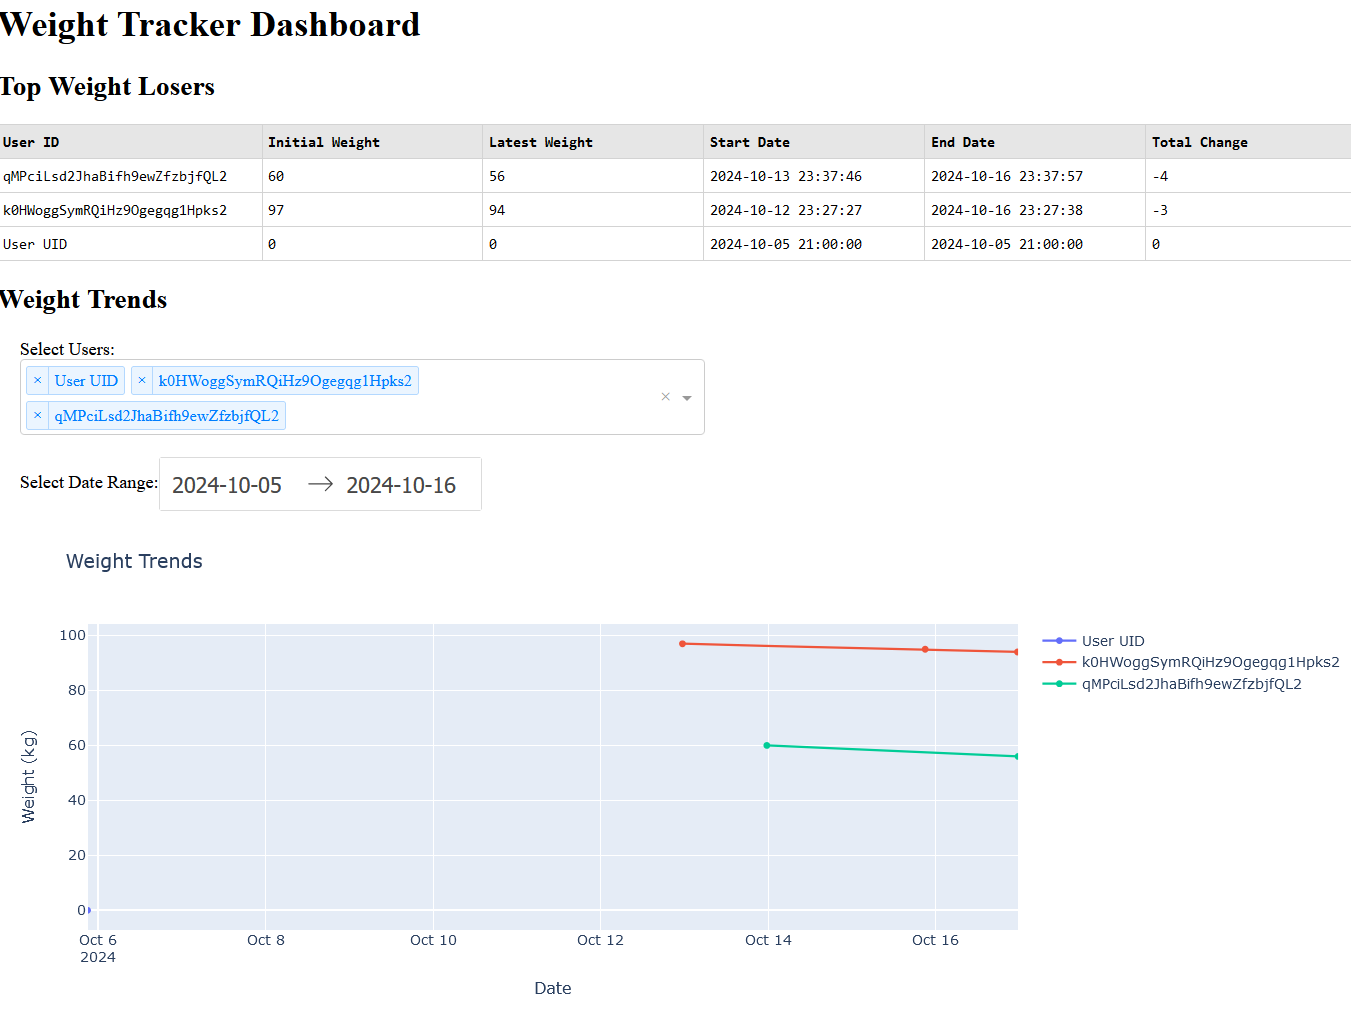 Weight Tracker Dashboard
Top Weight Losers
User ID Initial Weight Latest Weight Start Date End Date Total Change
qMPciLsd2JhaBifh9ewZfzbjfQL2 60 56 2024-10-13 23:37:46 2024-10-16 23:37:57 -4
k0HWoggSymRQiHz9Ogegqg1Hpks2 97 94 2024-10-12 23:27:27 2024-10-16 23:27:38 -3
User UID 0 0 2024-10-05 21:00:00 2024-10-05 21:00:00 0
Weight Trends
Select Users:
× User UID × k0HWoggSymRQiHz9Ogegqg1Hpks2
× qMPciLsd2JhaBifh9ewZfzbjfQL2
×
Select Date Range: 2024-10-05 → 2024-10-16
Weight Trends
User UID
k0HWoggSymRQiHz9Ogegqg1Hpks2
qMPciLsd2JhaBifh9ewZfzbjfQL2
100
80
60
40
20
0
Weight (kg)
Oct 6 Oct 8 Oct 10 Oct 12 Oct 14 Oct 16
2024
Date